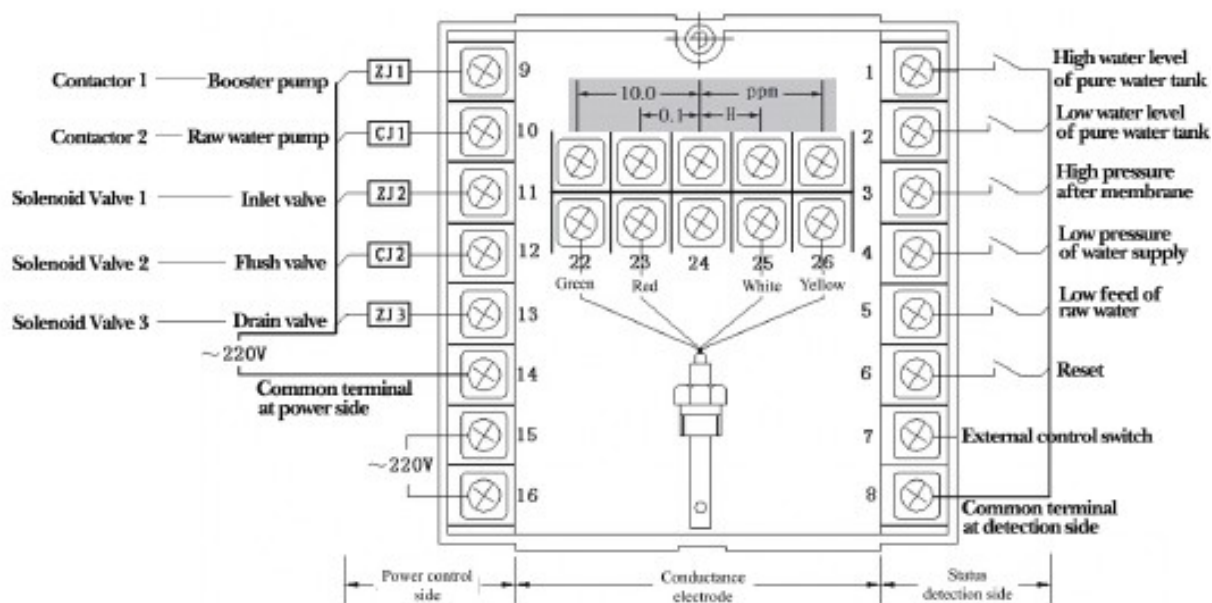 Contactor 1
Booster pump
ZJ1
9
Contactor 2
Raw water pump
CJ1
10
Solenoid Valve 1
Inlet valve
ZJ2
11
Solenoid Valve 2
Flush valve
CJ2
12
Solenoid Valve 3
Drain valve
ZJ3
13
~220V
Common terminal
at power side
14
15
~220V
16
10.0
ppm
0.1
H
22
23
24
25
26
Green
Red
White
Yellow
1
High water level
of pure water tank
2
Low water level
of pure water tank
3
High pressure
after membrane
4
Low pressure
of water supply
5
Low feed of
raw water
6
Reset
7
External control switch
8
Common terminal
at detection side
Power control
side
Conductance
electrode
Status
detection side